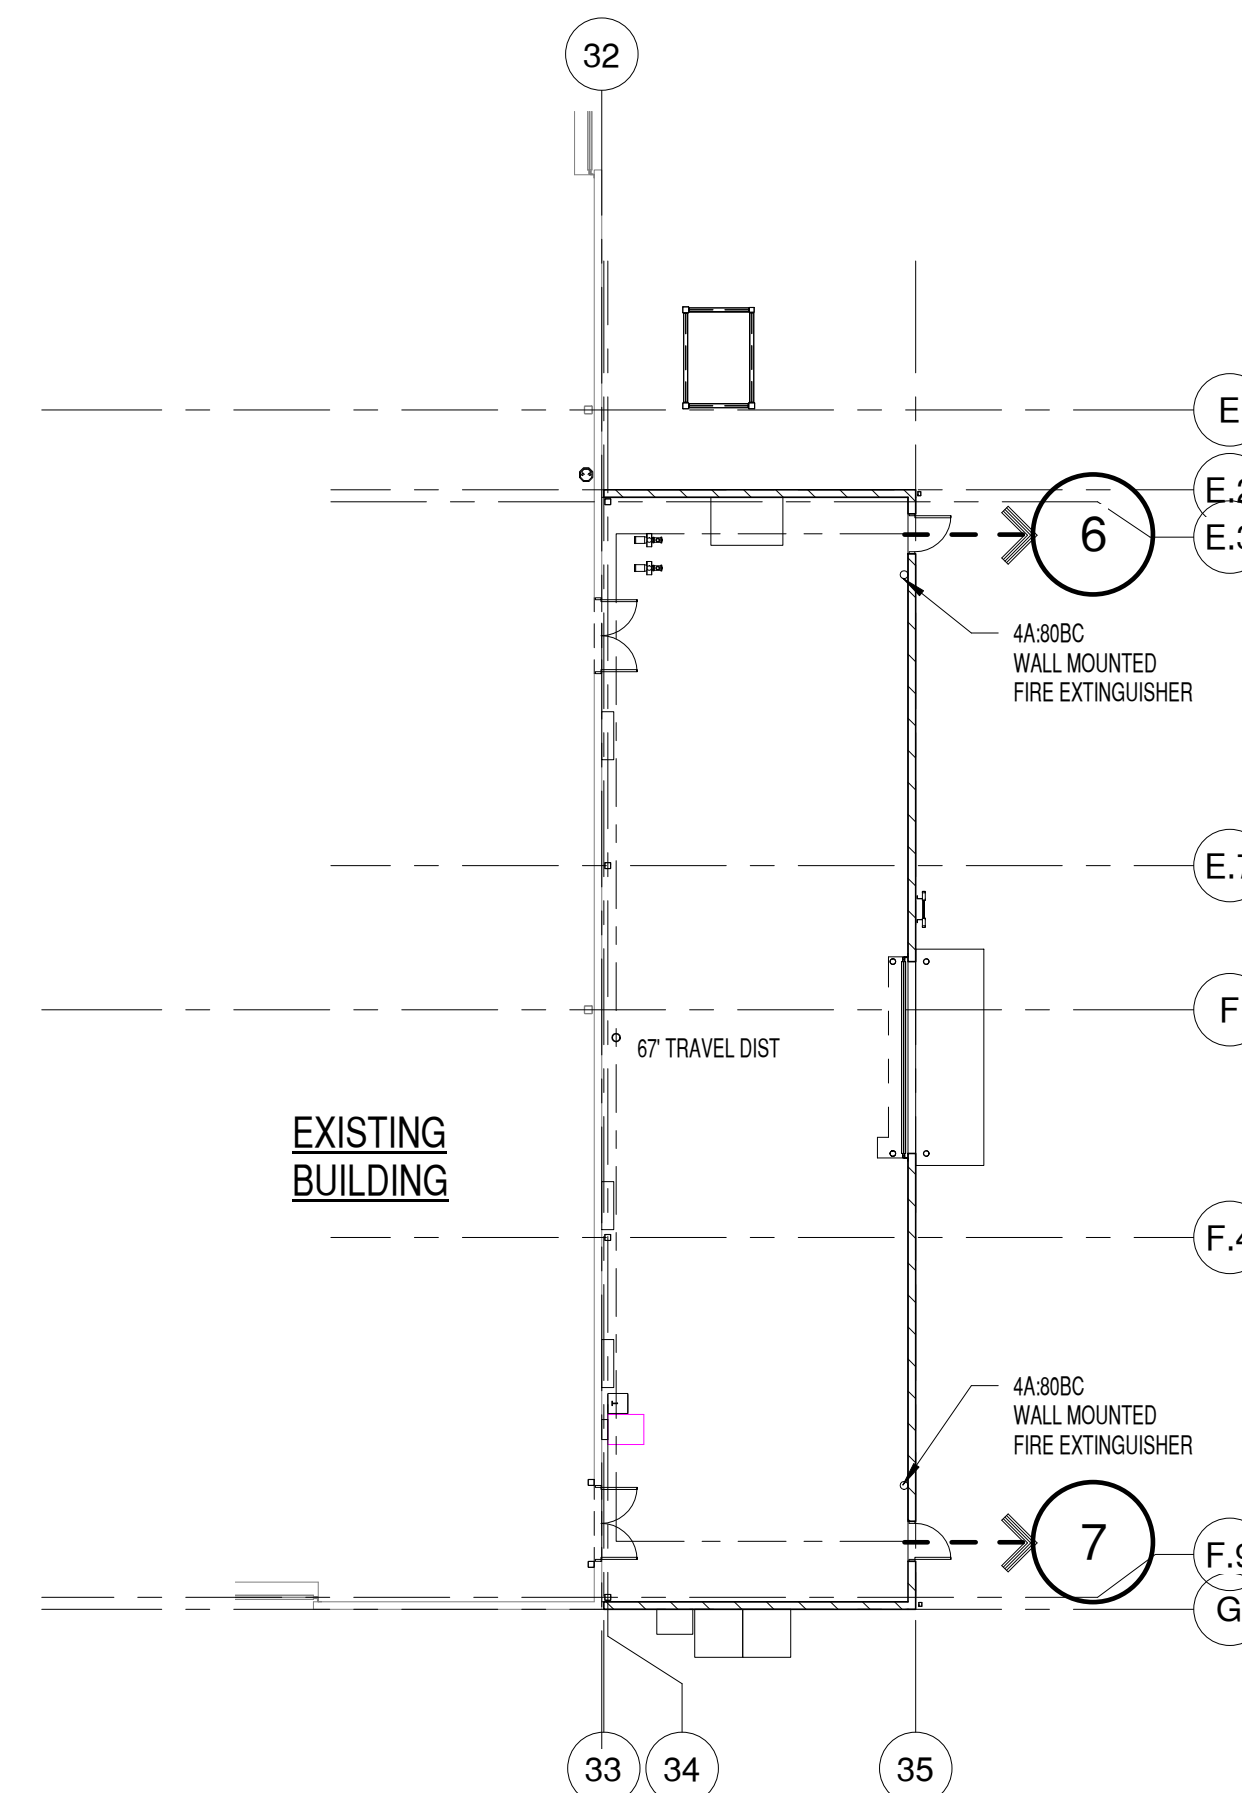 32
E
E.2
E.3
6
4A:80BC
WALL MOUNTED
FIRE EXTINGUISHER
E.7
F
67' TRAVEL DIST
EXISTING
BUILDING
F.4
4A:80BC
WALL MOUNTED
FIRE EXTINGUISHER
7
F.9
G
33
34
35